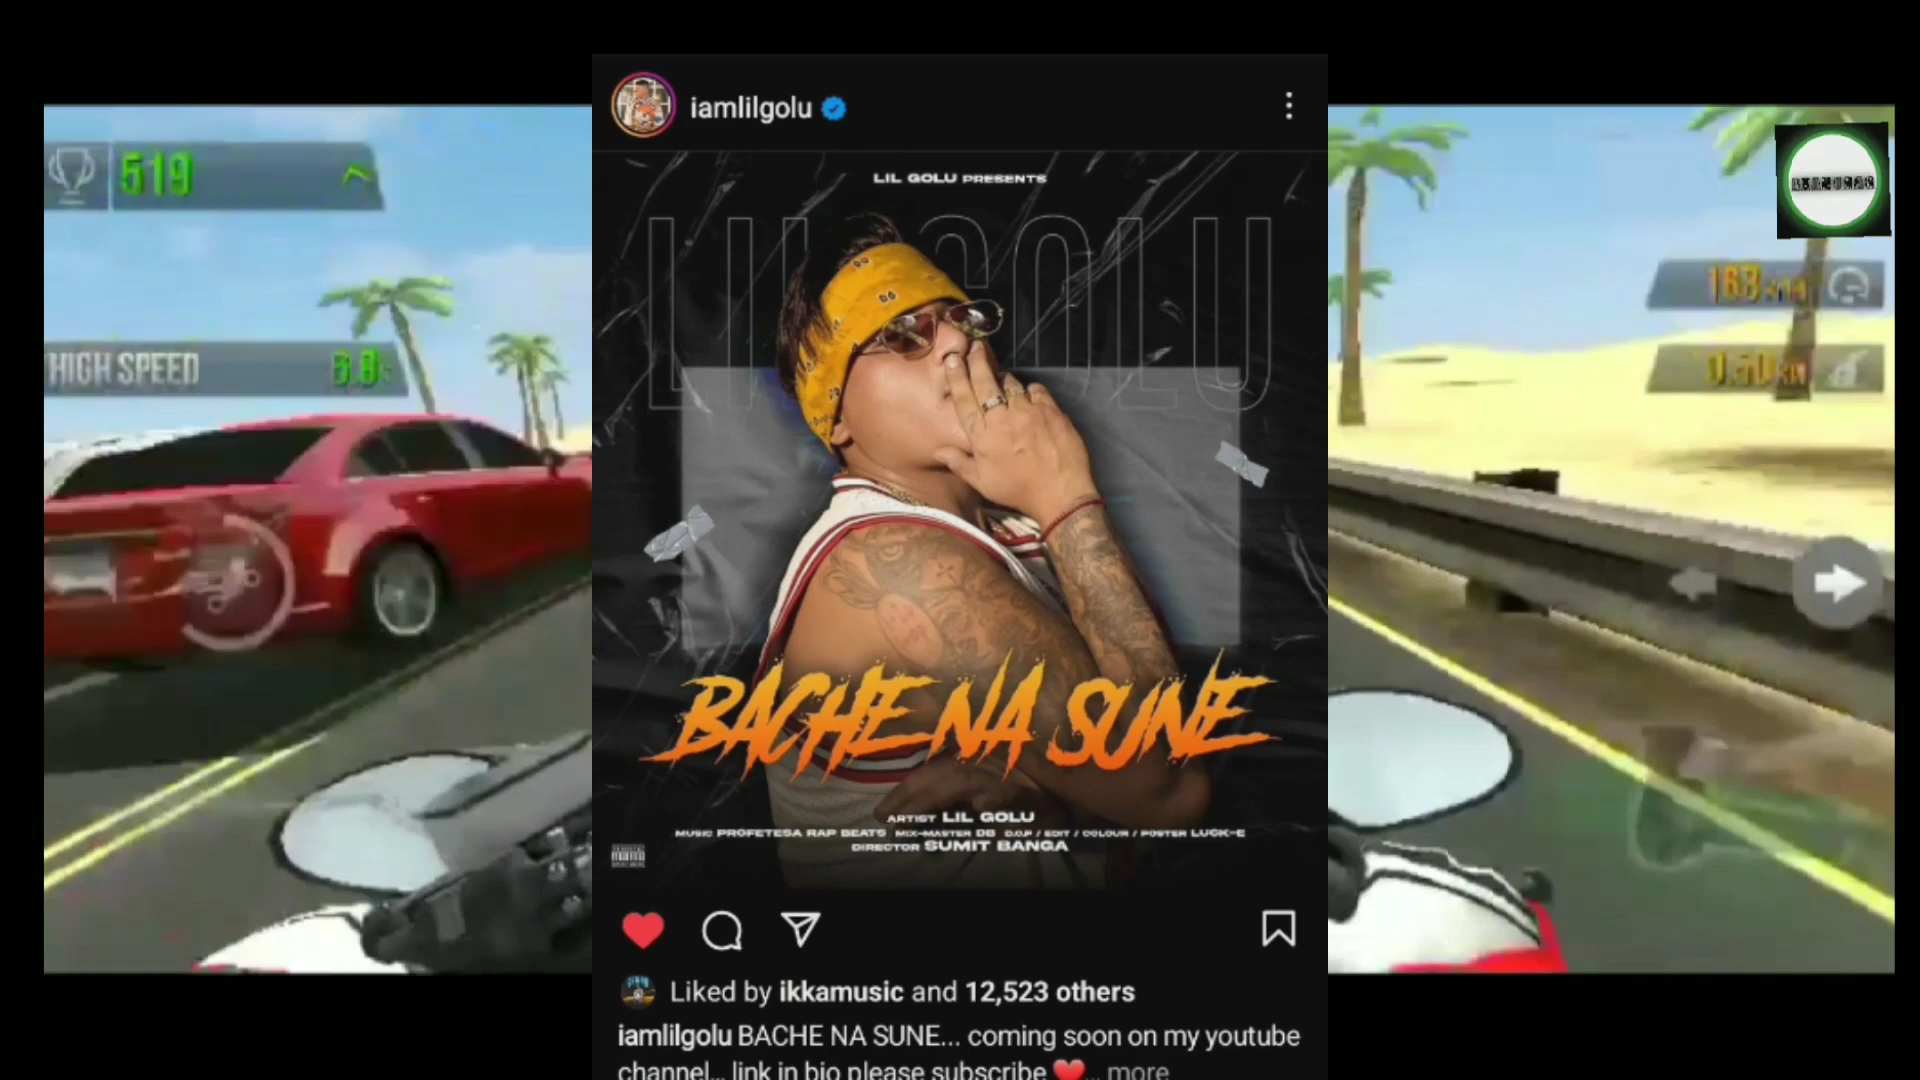 iamlilgolu
LIL GOLU PRESENTS
LIL GOLU
BACHE NA SUNE
ARTIST LIL GOLU
MUSIC PROFETESA RAP BEATS MIX-MASTER DB D.O.P / EDIT / COLOUR / POSTER LUCK-E
DIRECTOR SUMIT BANGA
Liked by ikkamusic and 12,523 others
iamlilgolu BACHE NA SUNE... coming soon on my youtube
channel... link in bio please subscribe ❤️... more
519
HIGH SPEED